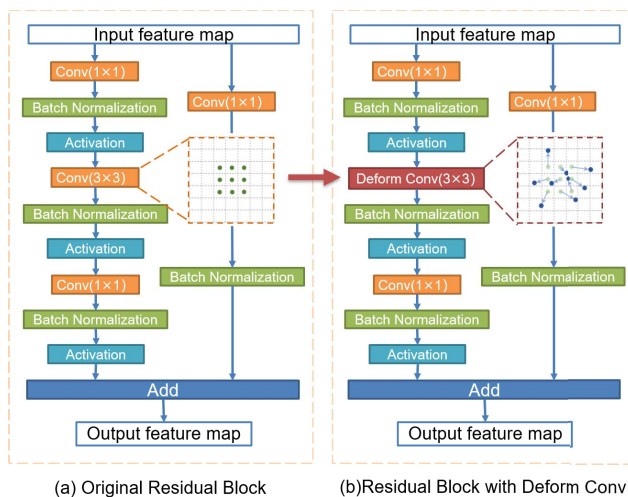 Input feature map
Conv(1×1)
Batch Normalization
Conv(1×1)
Activation
Conv(3×3)
Batch Normalization
Activation
Conv(1×1)
Batch Normalization
Batch Normalization
Activation
Add
Output feature map
(a) Original Residual Block
Input feature map
Conv(1×1)
Batch Normalization
Conv(1×1)
Activation
Deform Conv(3×3)
Batch Normalization
Activation
Conv(1×1)
Batch Normalization
Batch Normalization
Activation
Add
Output feature map
(b)Residual Block with Deform Conv